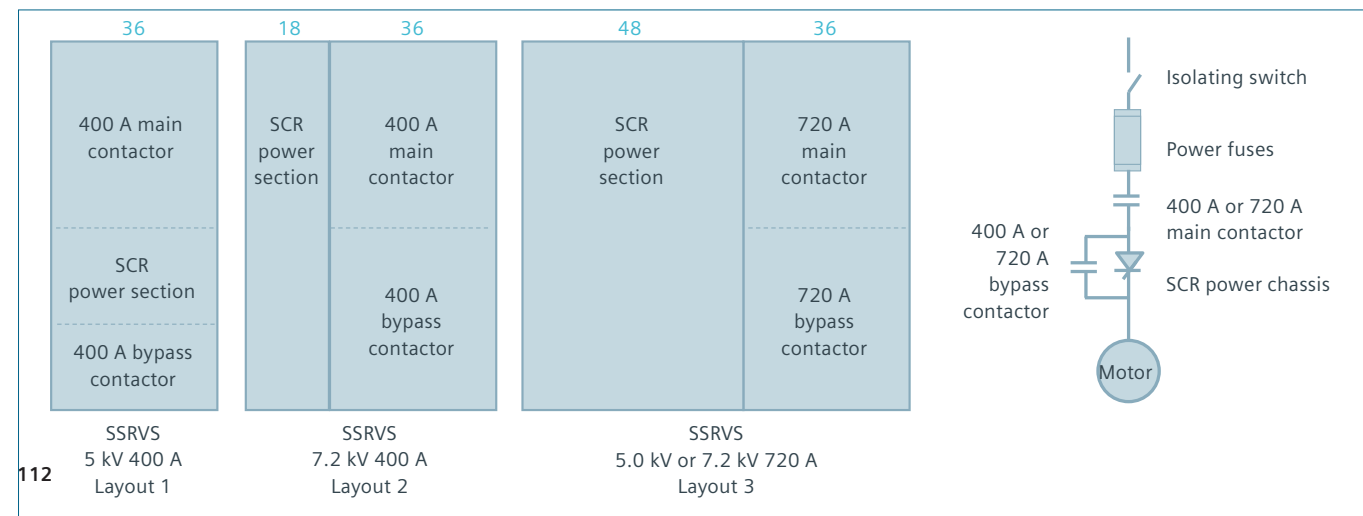 36
400 A main
contactor
SCR
power section
400 A bypass
contactor
SSRVS
5 kV 400 A
Layout 1
18
36
SCR
power
section
400 A
main
contactor
400 A
bypass
contactor
SSRVS
7.2 kV 400 A
Layout 2
48
36
SCR
power
section
720 A
main
contactor
720 A
bypass
contactor
SSRVS
5.0 kV or 7.2 kV 720 A
Layout 3
Isolating switch
Power fuses
400 A or 720 A
main contactor
400 A or
720 A
bypass
contactor
SCR power chassis
Motor
112